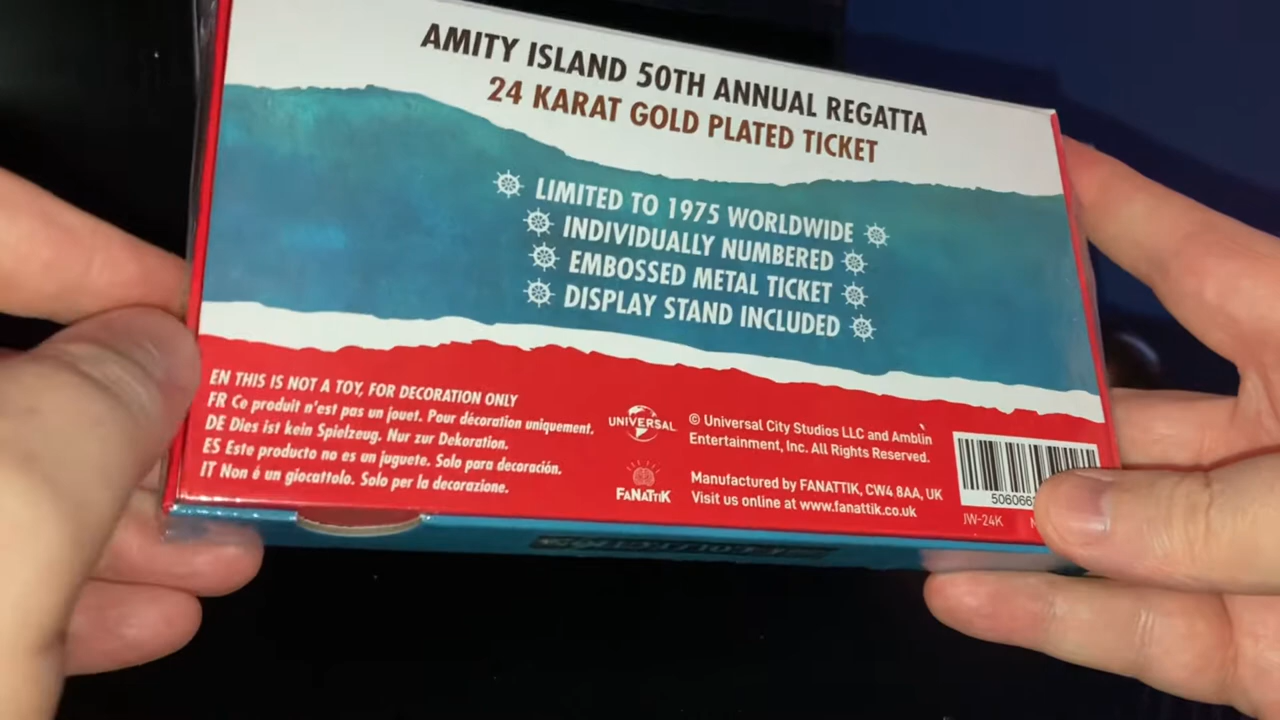 AMITY ISLAND 50TH ANNUAL REGATTA
24 KARAT GOLD PLATED TICKET
LIMITED TO 1975 WORLDWIDE
INDIVIDUALLY NUMBERED
EMBOSSED METAL TICKET
DISPLAY STAND INCLUDED
EN THIS IS NOT A TOY, FOR DECORATION ONLY
FR Ce produit n'est pas un jouet. Pour décoration uniquement.
DE Dies ist kein Spielzeug. Nur zur Dekoration.
ES Este producto no es un juguete. Solo para decoración.
IT Non é un giocattolo. Solo per la decorazione.
UNIVERSAL
FANATTIK
© Universal City Studios LLC and Amblin
Entertainment, Inc. All Rights Reserved.
Manufactured by FANATTIK, CW4 8AA, UK
Visit us online at www.fanattik.co.uk
JW-24K